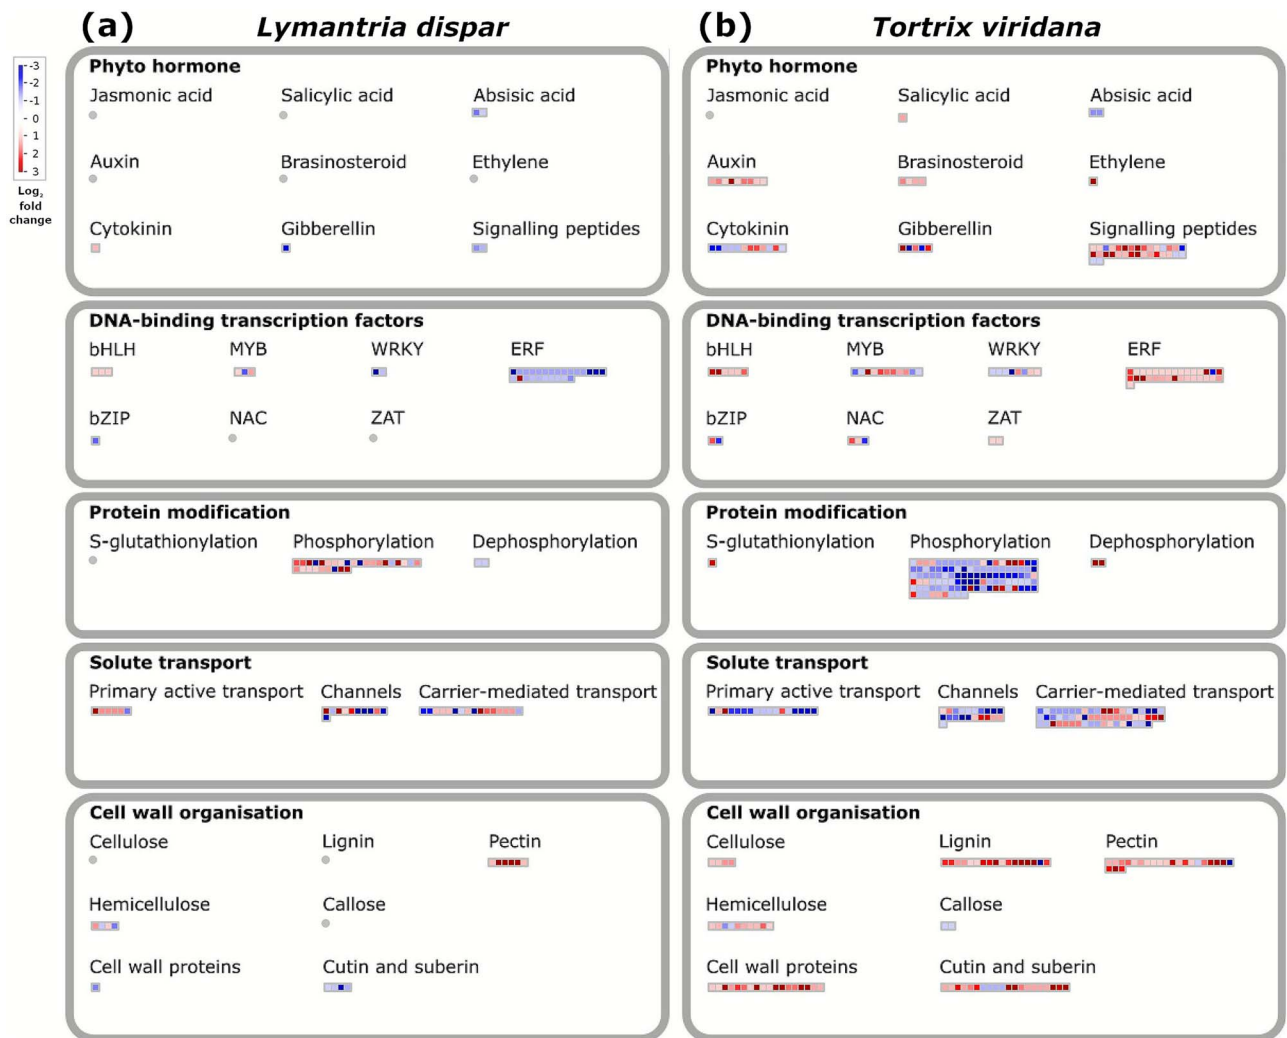 (a) Lymantria dispar
(b) Tortrix viridana
-3
-2
-1
0
1
2
3
Log2
fold
change
Phyto hormone
Jasmonic acid Salicylic acid Absisic acid
Auxin Brasinosteroid Ethylene
Cytokinin Gibberellin Signalling peptides
DNA-binding transcription factors
bHLH MYB WRKY ERF
bZIP NAC ZAT
Protein modification
S-glutathionylation Phosphorylation Dephosphorylation
Solute transport
Primary active transport Channels Carrier-mediated transport
Cell wall organisation
Cellulose Lignin Pectin
Hemicellulose Callose
Cell wall proteins Cutin and suberin
Phyto hormone
Jasmonic acid Salicylic acid Absisic acid
Auxin Brasinosteroid Ethylene
Cytokinin Gibberellin Signalling peptides
DNA-binding transcription factors
bHLH MYB WRKY ERF
bZIP NAC ZAT
Protein modification
S-glutathionylation Phosphorylation Dephosphorylation
Solute transport
Primary active transport Channels Carrier-mediated transport
Cell wall organisation
Cellulose Lignin Pectin
Hemicellulose Callose
Cell wall proteins Cutin and suberin